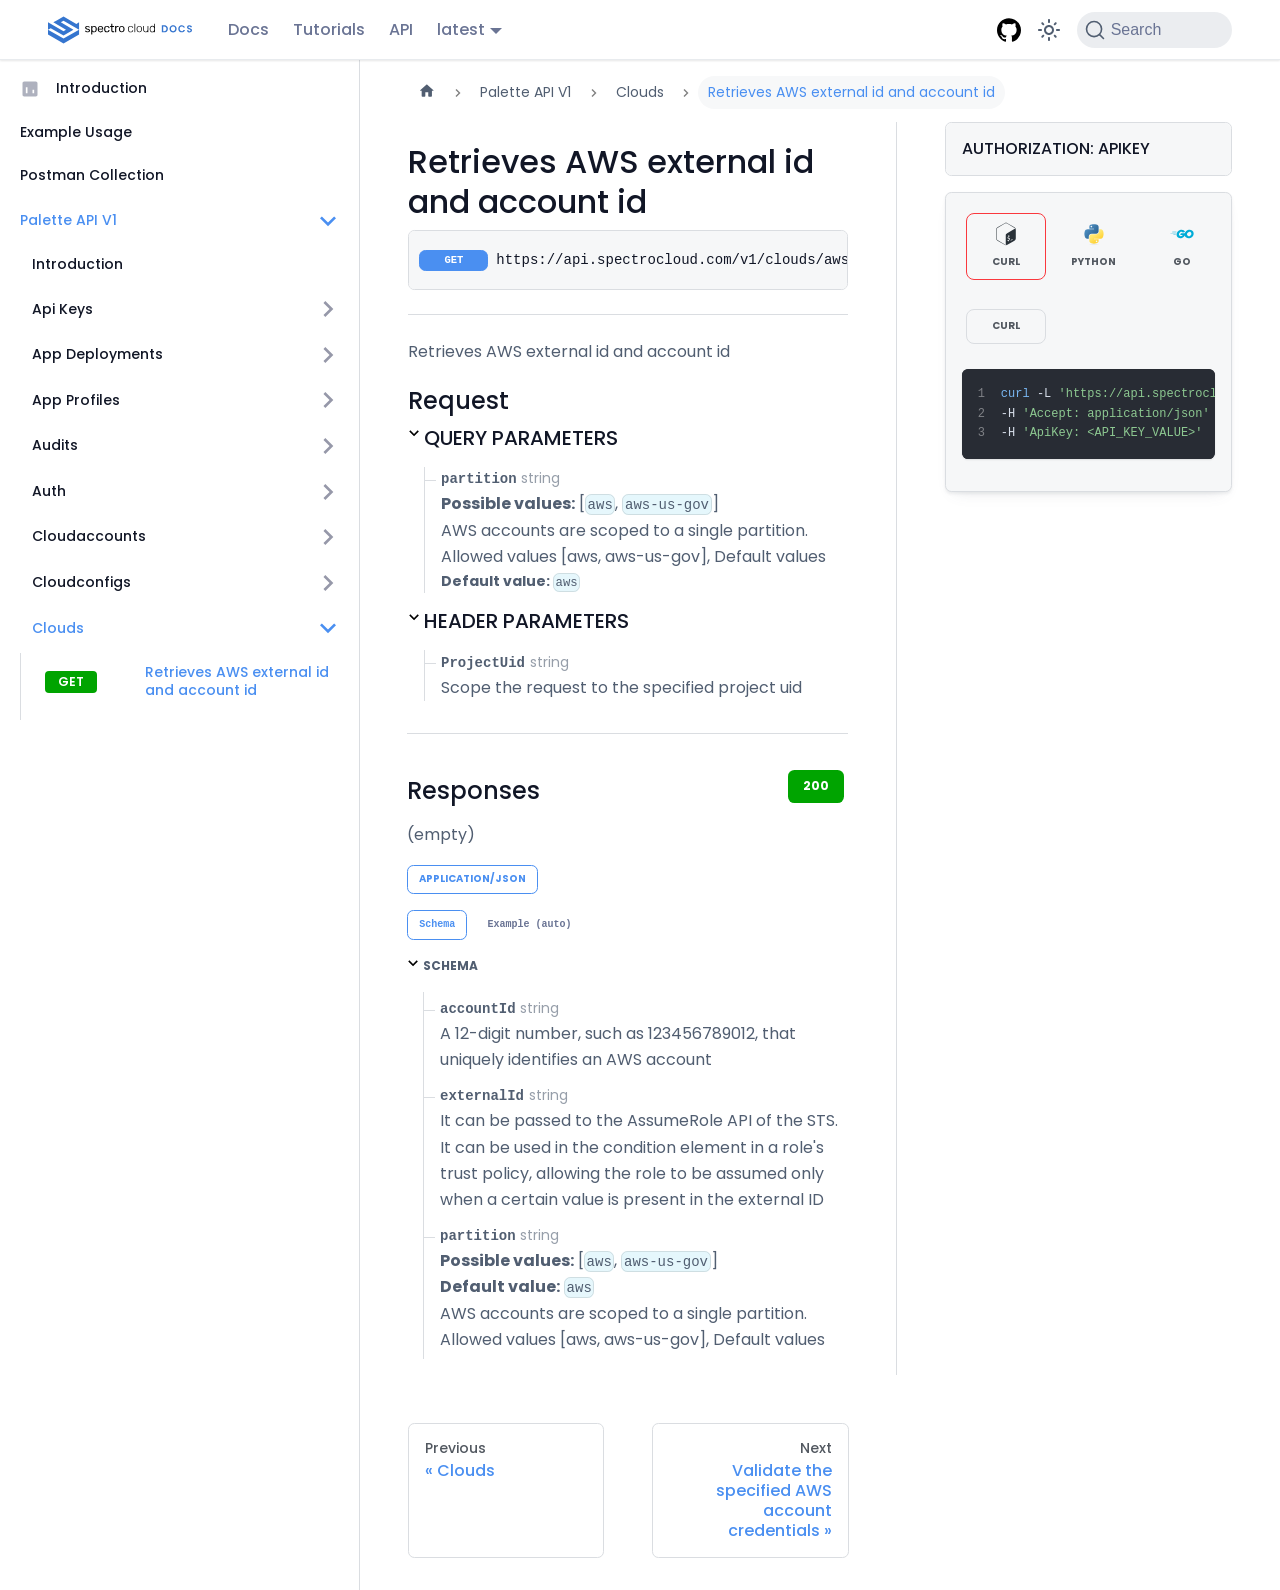 spectro cloud DOCS
Docs
Tutorials
API
latest
Search
Introduction
Example Usage
Postman Collection
Palette API V1
Introduction
Api Keys
App Deployments
App Profiles
Audits
Auth
Cloudaccounts
Cloudconfigs
Clouds
GET
Retrieves AWS external id
and account id
Palette API V1
Clouds
Retrieves AWS external id and account id
Retrieves AWS external id
and account id
GET
https://api.spectrocloud.com/v1/clouds/aws
Retrieves AWS external id and account id
Request
QUERY PARAMETERS
partition string
Possible values: [aws, aws-us-gov]
AWS accounts are scoped to a single partition.
Allowed values [aws, aws-us-gov], Default values
Default value: aws
HEADER PARAMETERS
ProjectUid string
Scope the request to the specified project uid
Responses
200
(empty)
APPLICATION/JSON
Schema
Example (auto)
SCHEMA
accountId string
A 12-digit number, such as 123456789012, that
uniquely identifies an AWS account
externalId string
It can be passed to the AssumeRole API of the STS.
It can be used in the condition element in a role's
trust policy, allowing the role to be assumed only
when a certain value is present in the external ID
partition string
Possible values: [aws, aws-us-gov]
Default value: aws
AWS accounts are scoped to a single partition.
Allowed values [aws, aws-us-gov], Default values
Previous
« Clouds
Next
Validate the
specified AWS
account
credentials »
AUTHORIZATION: APIKEY
CURL
PYTHON
GO
CURL
1 curl -L 'https://api.spectrocl
2 -H 'Accept: application/json'
3 -H 'ApiKey: <API_KEY_VALUE>'